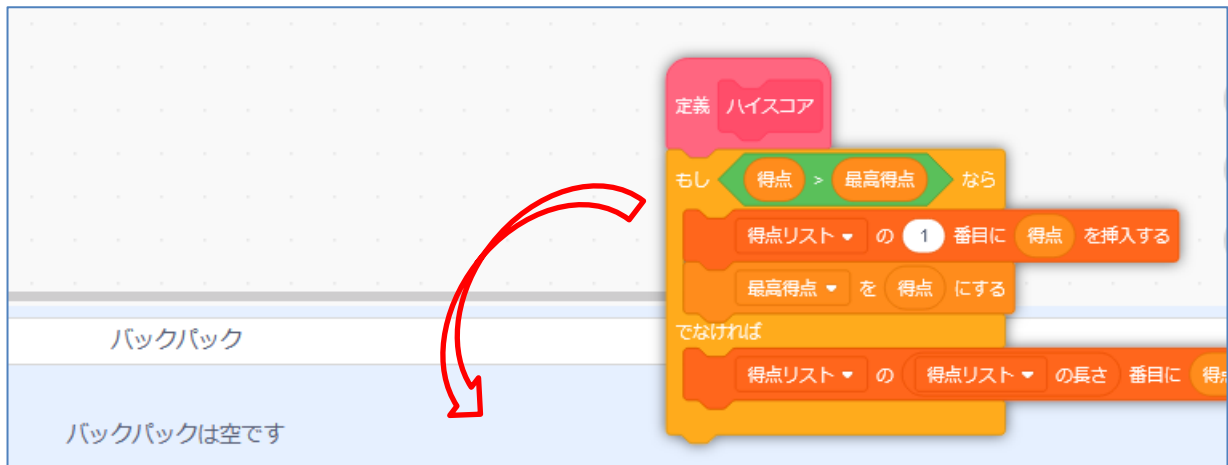 定義 ハイスコア
もし 得点 > 最高得点 なら
得点リスト の 1 番目に 得点 を挿入する
最高得点 を 得点 にする
でなければ
得点リスト の 得点リスト の長さ 番目に 得
バックパック
バックパックは空です